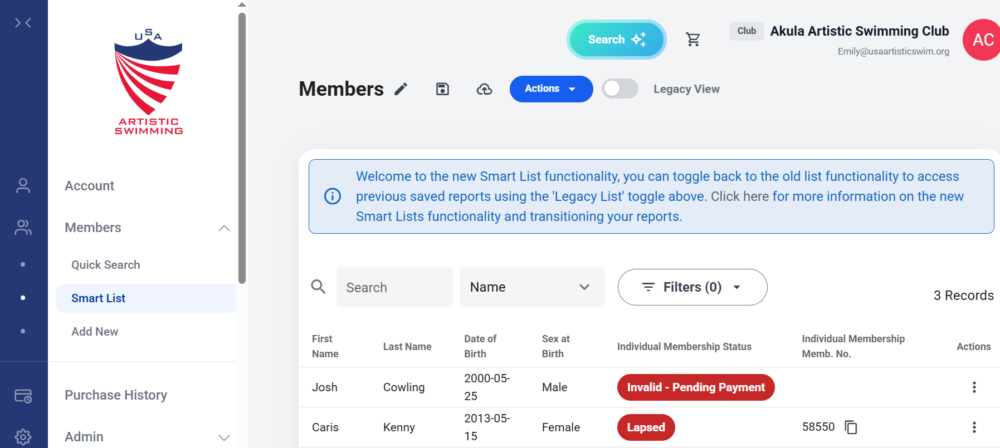 USA
ARTISTIC
SWIMMING
Account
Members
Quick Search
Smart List
Add New
Purchase History
Admin
Search
Club
Akula Artistic Swimming Club
Emily@usaartisticswim.org
AC
Members
Actions
Legacy View
Welcome to the new Smart List functionality, you can toggle back to the old list functionality to access
previous saved reports using the 'Legacy List' toggle above. Click here for more information on the new
Smart Lists functionality and transitioning your reports.
Search
Name
Filters (0)
3 Records
First Name
Last Name
Date of Birth
Sex at Birth
Individual Membership Status
Individual Membership Memb. No.
Actions
Josh
Cowling
2000-05-25
Male
Invalid - Pending Payment
Caris
Kenny
2013-05-15
Female
Lapsed
58550